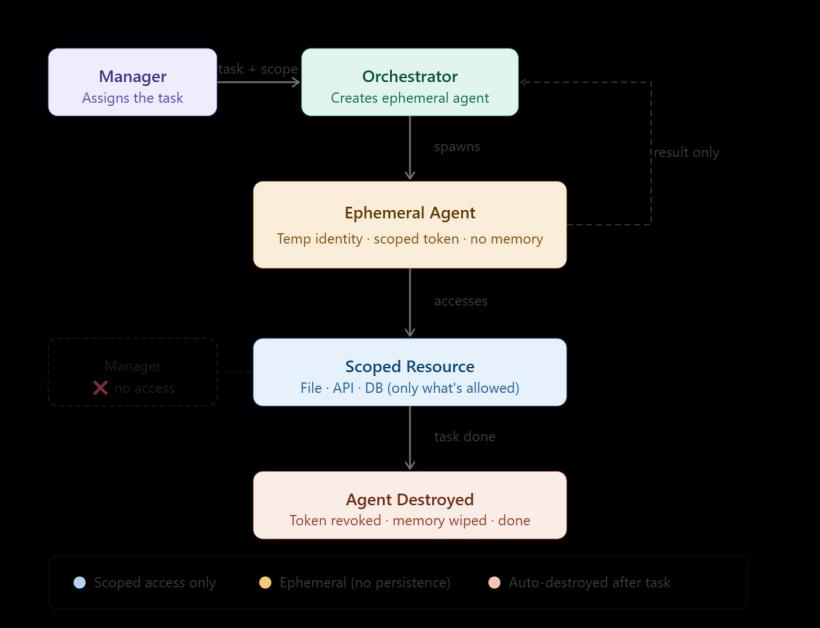 Manager
Assigns the task
task + scope
Orchestrator
Creates ephemeral agent
spawns
result only
Ephemeral Agent
Temp identity · scoped token · no memory
accesses
Manager
❌ no access
Scoped Resource
File · API · DB (only what's allowed)
task done
Agent Destroyed
Token revoked · memory wiped · done
Scoped access only
Ephemeral (no persistence)
Auto-destroyed after task